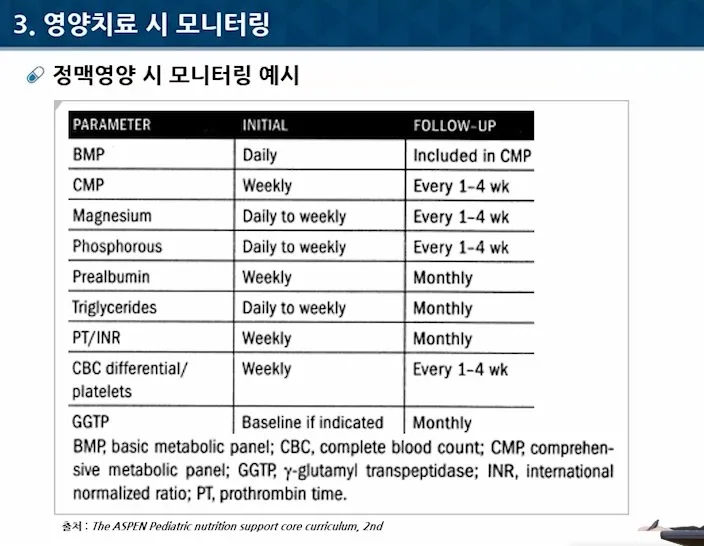 3. 영양치료 시 모니터링
정맥영양 시 모니터링 예시
PARAMETER INITIAL FOLLOW-UP
BMP Daily Included in CMP
CMP Weekly Every 1–4 wk
Magnesium Daily to weekly Every 1–4 wk
Phosphorous Daily to weekly Every 1–4 wk
Prealbumin Weekly Monthly
Triglycerides Daily to weekly Monthly
PT/INR Weekly Monthly
CBC differential/ Weekly Every 1–4 wk
platelets
GGTP Baseline if indicated Monthly
BMP, basic metabolic panel; CBC, complete blood count; CMP, comprehen-
sive metabolic panel; GGTP, γ-glutamyl transpeptidase; INR, international
normalized ratio; PT, prothrombin time.
출처 : The ASPEN Pediatric nutrition support core curriculum, 2nd